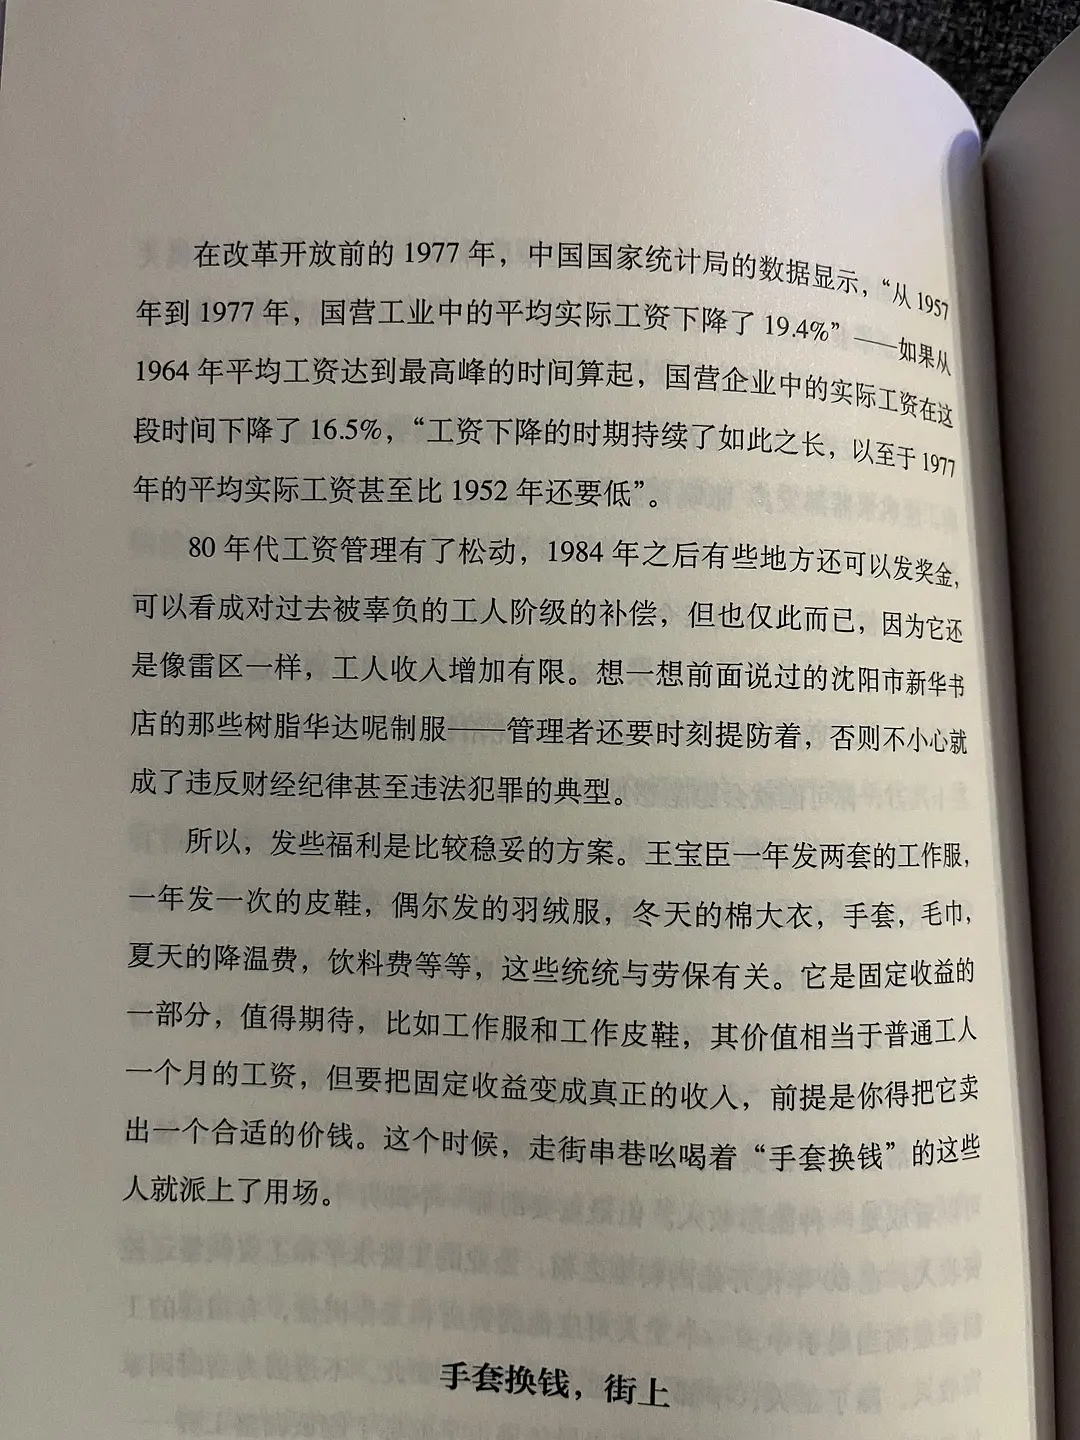 在改革开放前的 1977 年，中国国家统计局的数据显示，“从 1957
年到 1977 年，国营工业中的平均实际工资下降了 19.4%”——如果从
1964 年平均工资达到最高峰的时间算起，国营企业中的实际工资在这
段时间下降了 16.5%，“工资下降的时期持续了如此之长，以至于 1977
年的平均实际工资甚至比 1952 年还要低”。
80 年代工资管理有了松动，1984 年之后有些地方还可以发奖金，
可以看成对过去被辜负的工人阶级的补偿，但也仅此而已，因为它还
是像雷区一样，工人收入增加有限。想一想前面说过的沈阳市新华书
店的那些树脂华达呢制服——管理者还要时刻提防着，否则不小心就
成了违反财经纪律甚至违法犯罪的典型。
所以，发些福利是比较稳妥的方案。王宝臣一年发两套的工作服，
一年发一次的皮鞋，偶尔发的羽绒服，冬天的棉大衣，手套，毛巾，
夏天的降温费，饮料费等等，这些统统与劳保有关。它是固定收益的
一部分，值得期待，比如工作服和工作皮鞋，其价值相当于普通工人
一个月的工资，但要把固定收益变成真正的收入，前提是你得把它卖
出一个合适的价钱。这个时候，走街串巷吆喝着“手套换钱”的这些
人就派上了用场。
手套换钱，街上